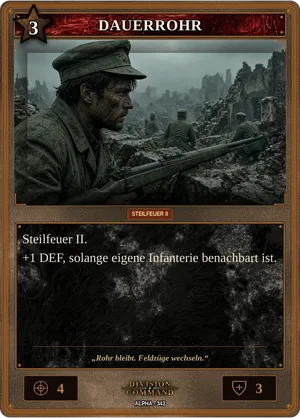 3
DAUERROHR
STEILFEUER II
Steilfeuer II.
+1 DEF, solange eigene Infanterie benachbart ist.
„Rohr bleibt. Feldzüge wechseln.“
4
DIVISION
COMMAND
ALPHA - 343
3